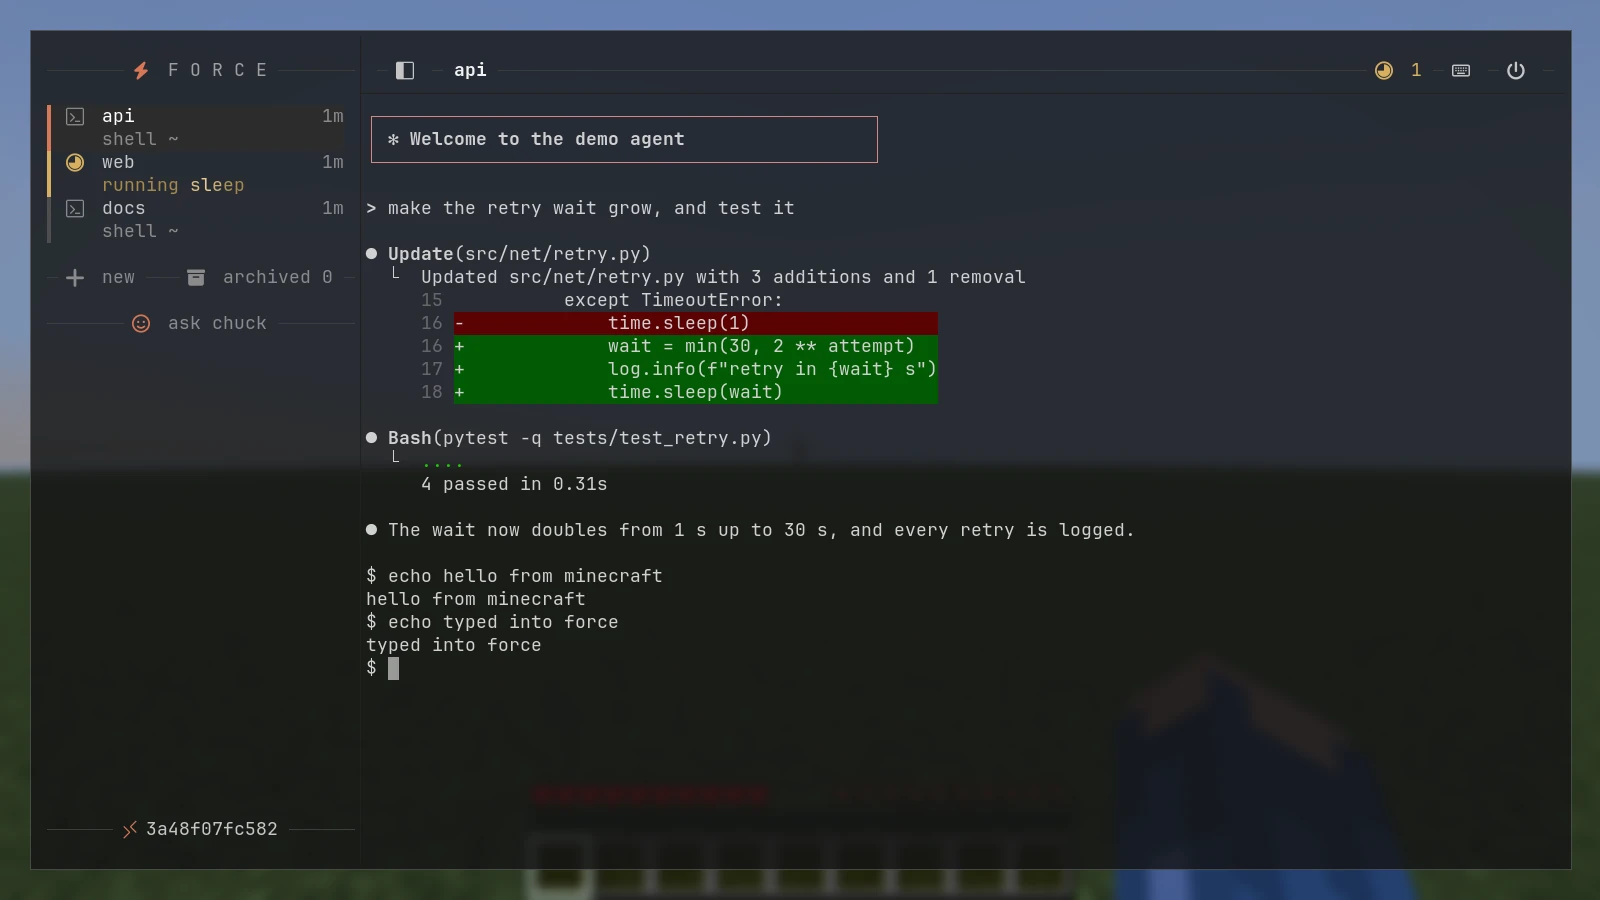 FORCE
api 1m
shell ~
web 1m
running sleep
docs 1m
shell ~
new archived 0
ask chuck
3a48f07fc582
api 1
✻ Welcome to the demo agent
> make the retry wait grow, and test it
● Update(src/net/retry.py)
└ Updated src/net/retry.py with 3 additions and 1 removal
15 except TimeoutError:
16 - time.sleep(1)
16 + wait = min(30, 2 ** attempt)
17 + log.info(f"retry in {wait} s")
18 + time.sleep(wait)
● Bash(pytest -q tests/test_retry.py)
└ ....
4 passed in 0.31s
● The wait now doubles from 1 s up to 30 s, and every retry is logged.
$ echo hello from minecraft
hello from minecraft
$ echo typed into force
typed into force
$